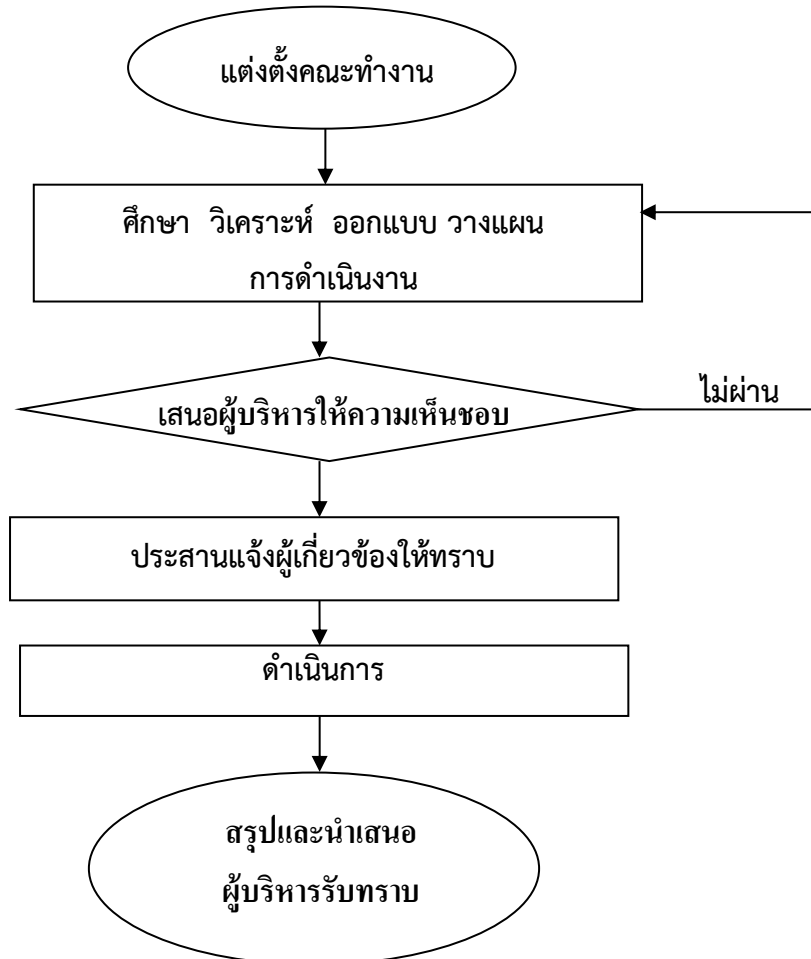 แต่งตั้งคณะทำงาน
ศึกษา วิเคราะห์ ออกแบบ วางแผน
การดำเนินงาน
เสนอผู้บริหารให้ความเห็นชอบ
ไม่ผ่าน
ประสานแจ้งผู้เกี่ยวข้องให้ทราบ
ดำเนินการ
สรุปและนำเสนอ
ผู้บริหารรับทราบ